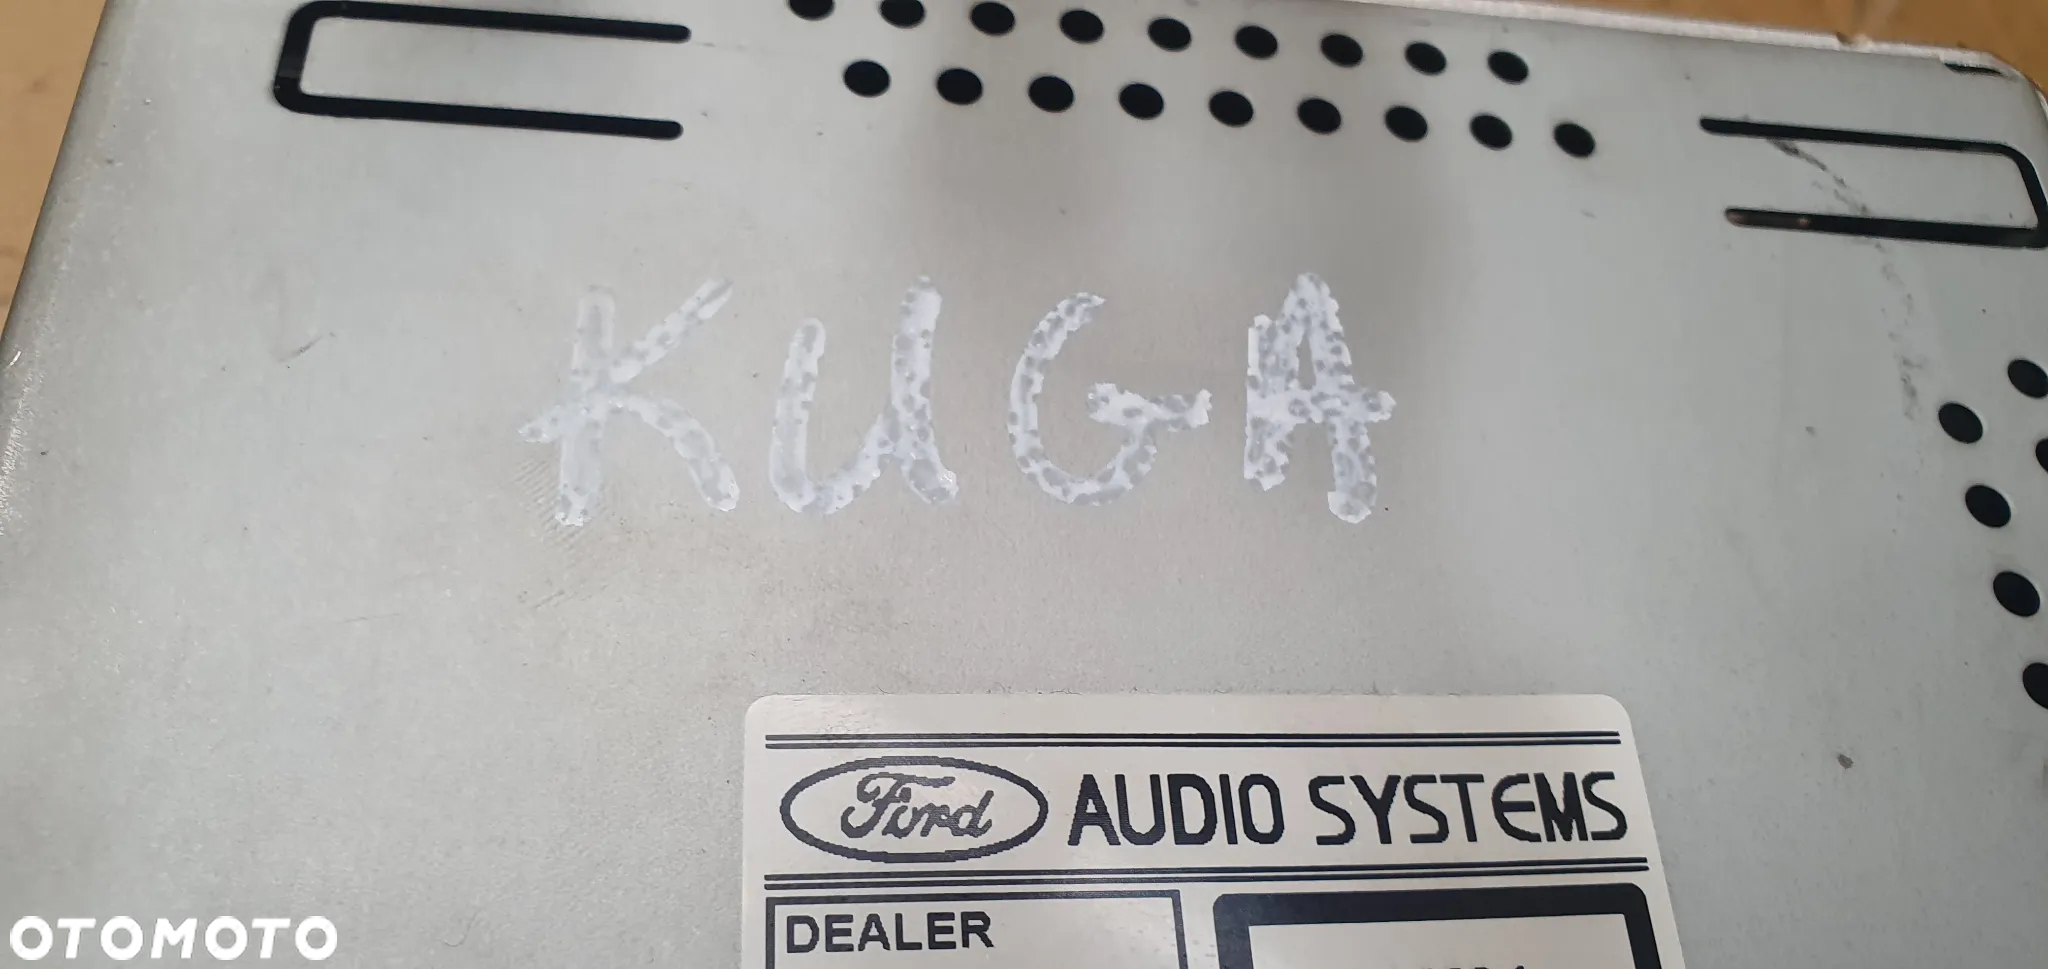 KUGA
Ford AUDIO SYSTEMS
DEALER
OTOMOTO